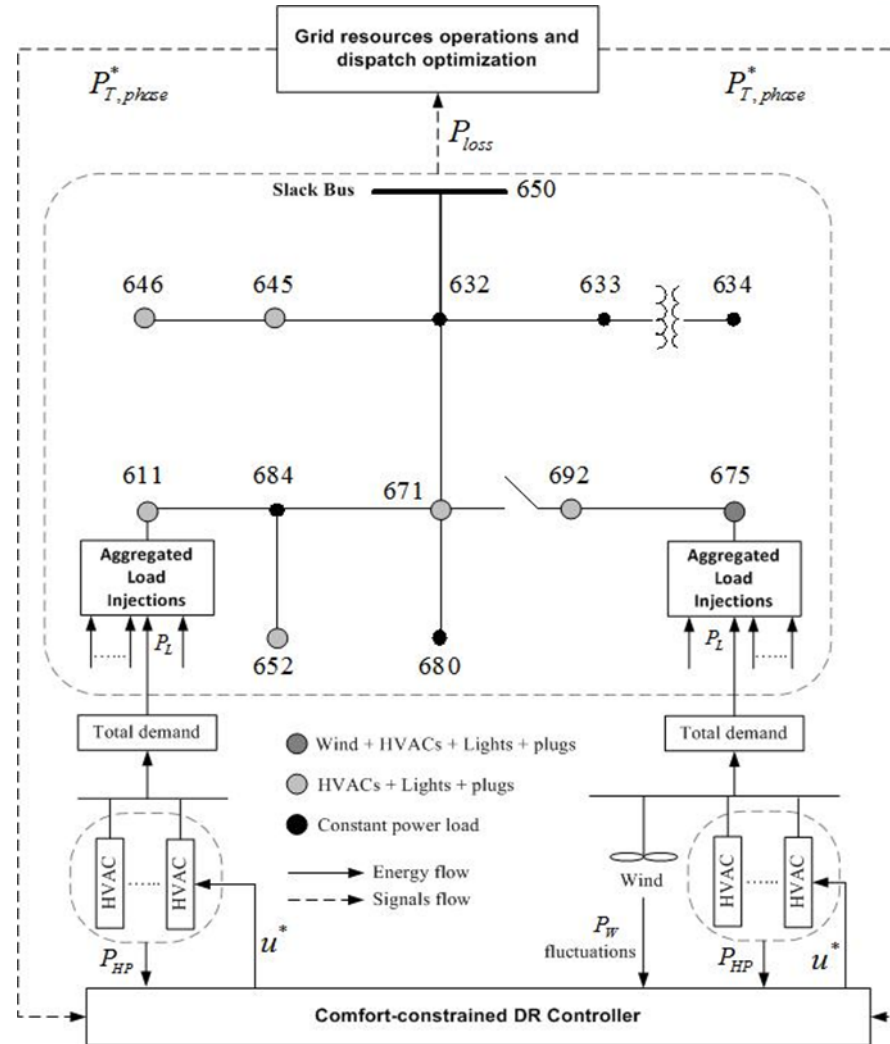 Grid resources operations and
dispatch optimization
P*T,phase
P*T,phase
Ploss
Slack Bus
650
646
645
632
633
634
611
684
671
692
675
Aggregated
Load
Injections
Aggregated
Load
Injections
PL
......
PL
......
652
680
Total demand
Total demand
Wind + HVACs + Lights + plugs
HVACs + Lights + plugs
Constant power load
Energy flow
Signals flow
HVAC
......
HVAC
Wind
HVAC
......
HVAC
PHP
u*
PW
fluctuations
PHP
u*
Comfort-constrained DR Controller